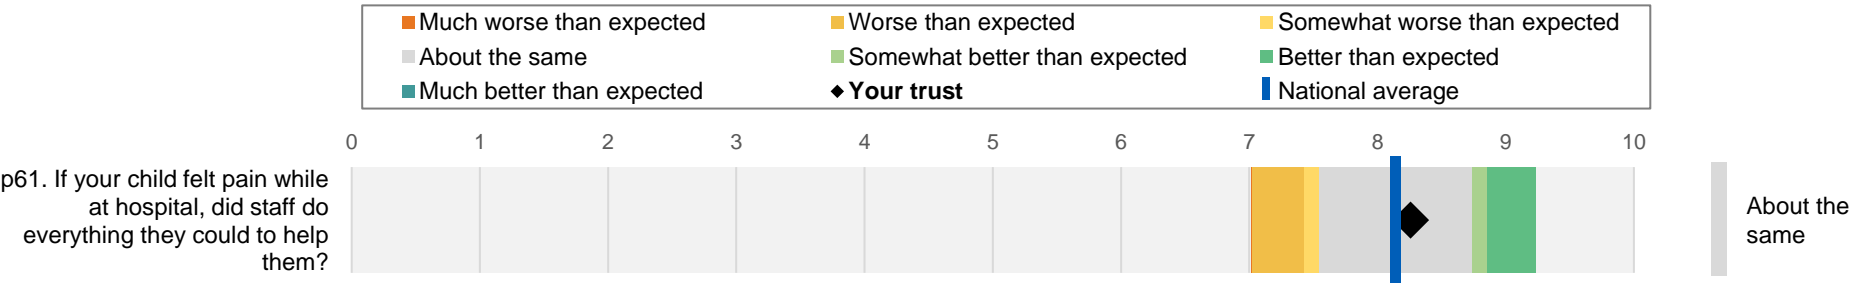 Much worse than expected Worse than expected Somewhat worse than expected
About the same Somewhat better than expected Better than expected
Much better than expected Your trust National average
0 1 2 3 4 5 6 7 8 9 10
p61. If your child felt pain while
at hospital, did staff do
everything they could to help
them?
About the
same